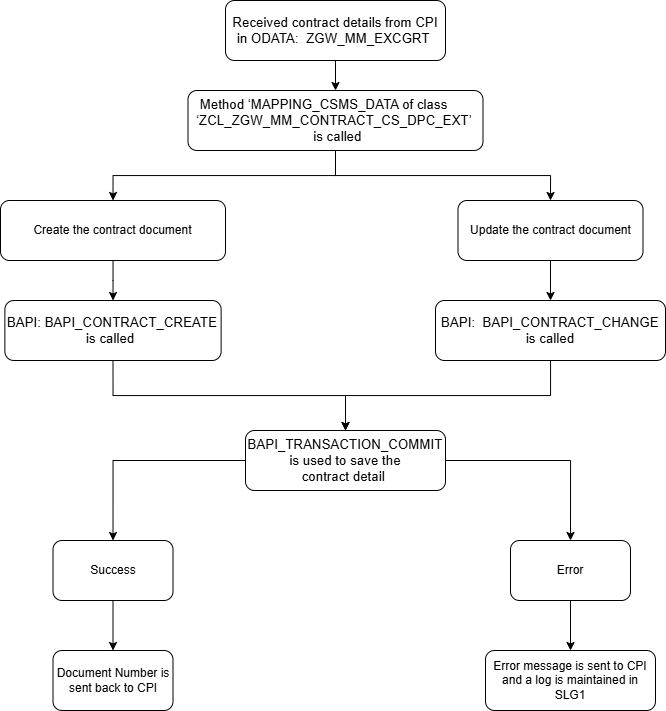 Received contract details from CPI
in ODATA:  ZGW_MM_EXCGRT
Method ‘MAPPING_CSMS_DATA of class
‘ZCL_ZGW_MM_CONTRACT_CS_DPC_EXT’
is called
Create the contract document
Update the contract document
BAPI: BAPI_CONTRACT_CREATE
is called
BAPI:  BAPI_CONTRACT_CHANGE
is called
BAPI_TRANSACTION_COMMIT
is used to save the
contract detail
Success
Error
Document Number is
sent back to CPI
Error message is sent to CPI
and a log is maintained in
SLG1